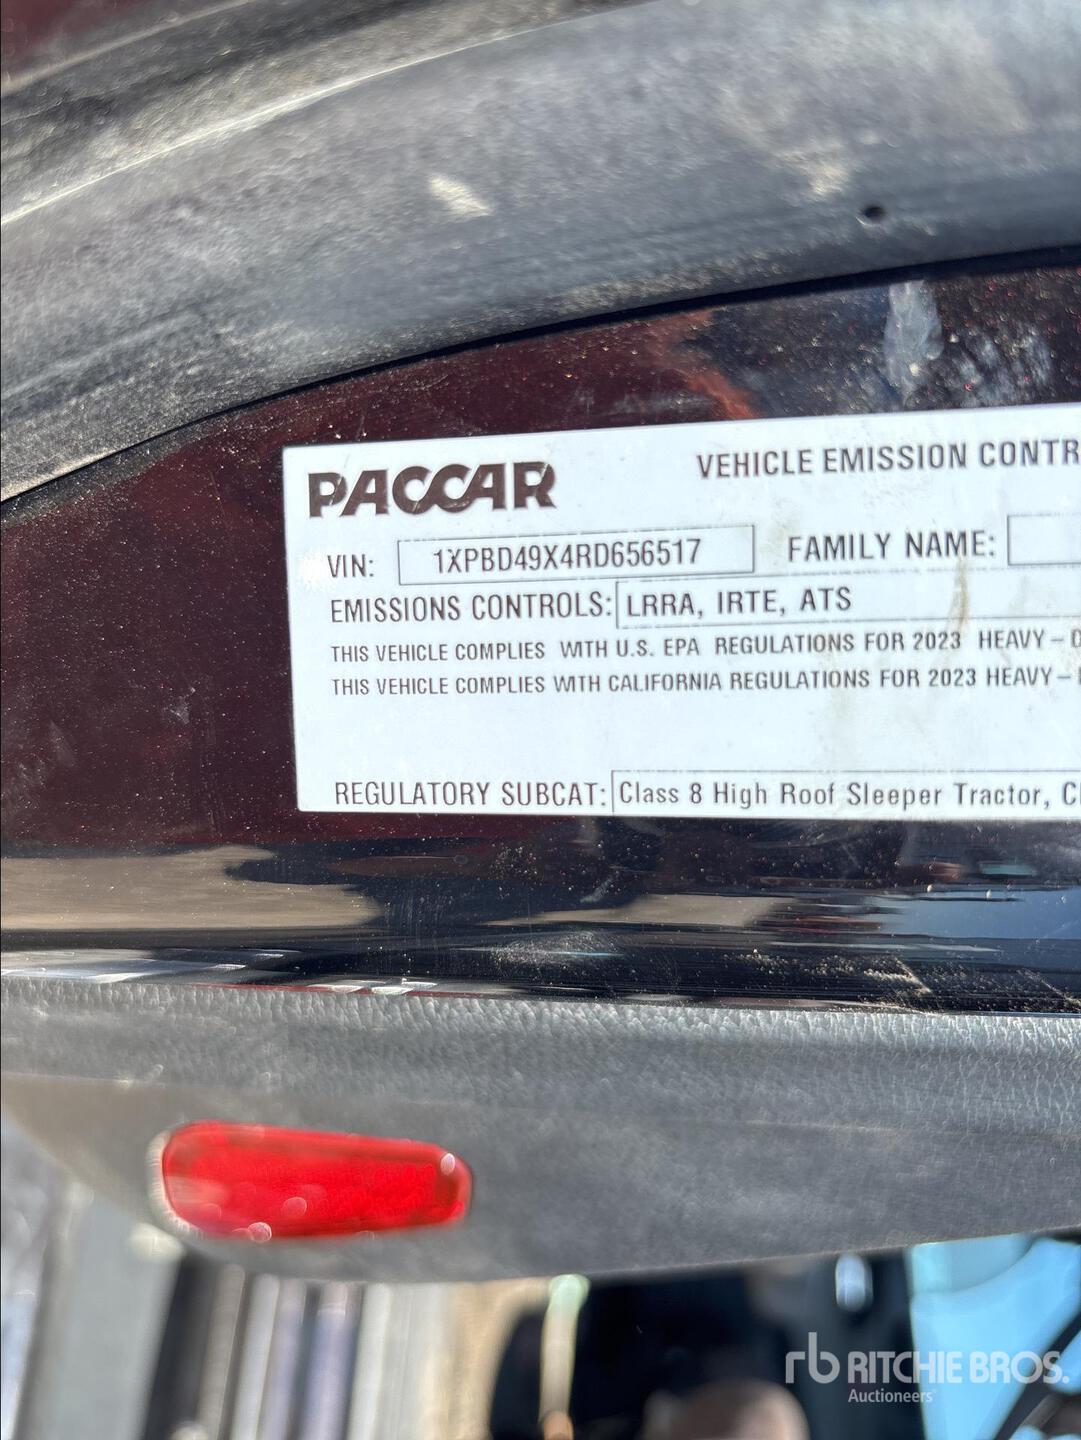 PACCAR
VEHICLE EMISSION CONTR
VIN: 1XPBD49X4RD656517 FAMILY NAME:
EMISSIONS CONTROLS: LRRA, IRTE, ATS
THIS VEHICLE COMPLIES WITH U.S. EPA REGULATIONS FOR 2023 HEAVY-D
THIS VEHICLE COMPLIES WITH CALIFORNIA REGULATIONS FOR 2023 HEAVY-
REGULATORY SUBCAT: Class 8 High Roof Sleeper Tractor, C
rb RITCHIE BROS.
Auctioneers